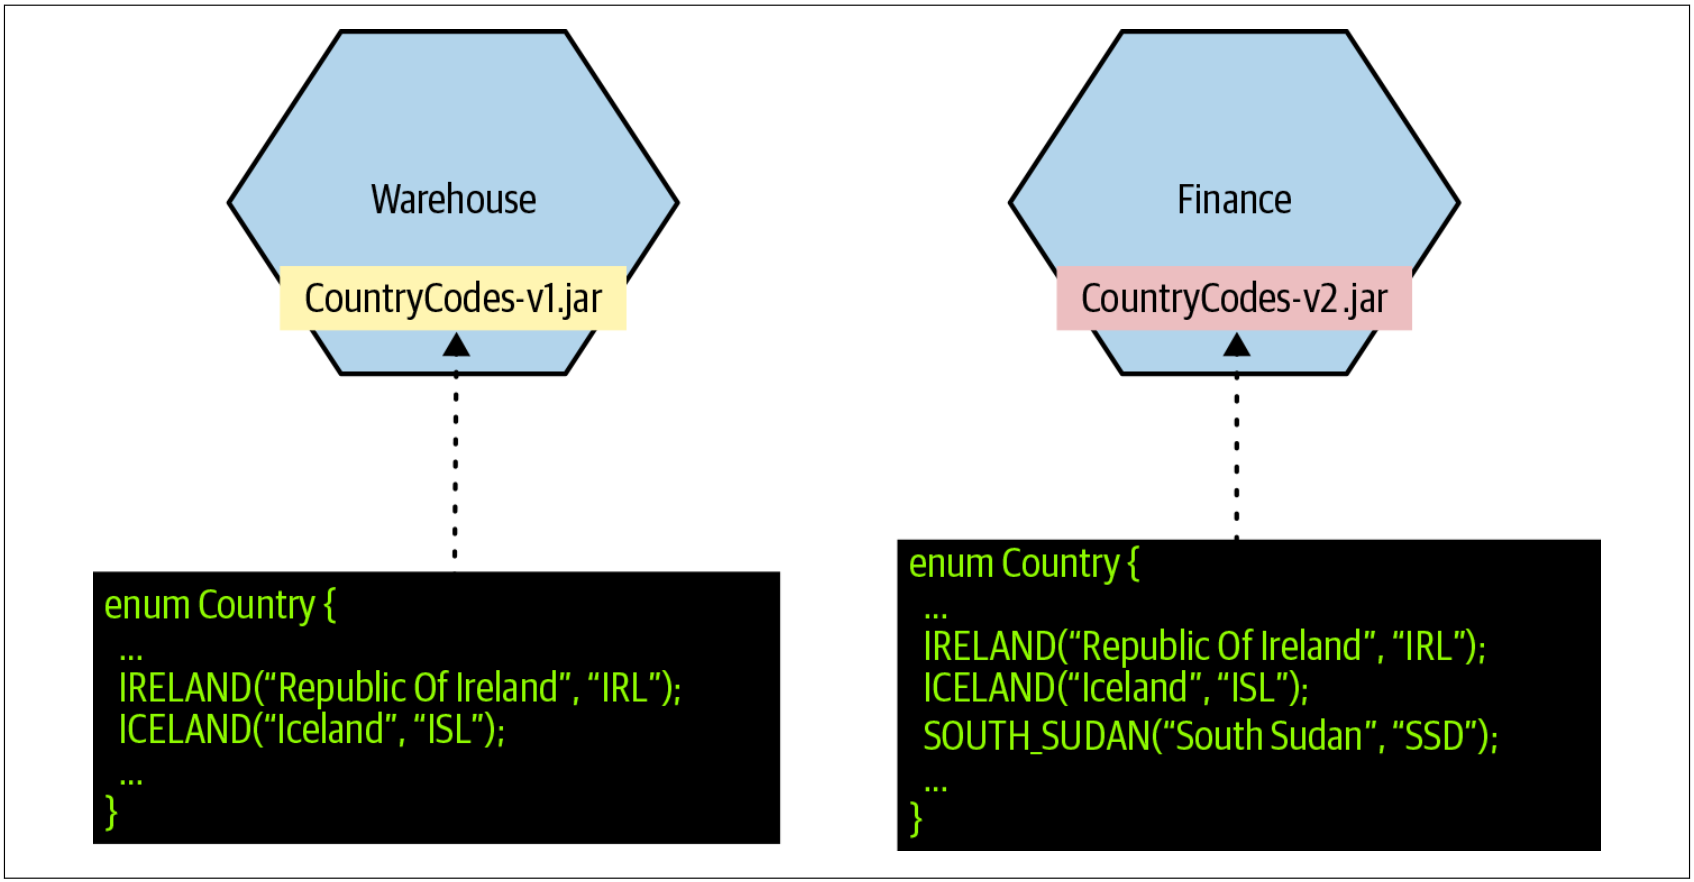 Warehouse
CountryCodes-v1.jar
enum Country {
...
IRELAND(“Republic Of Ireland”, “IRL”);
ICELAND(“Iceland”, “ISL”);
...
}
Finance
CountryCodes-v2.jar
enum Country {
...
IRELAND(“Republic Of Ireland”, “IRL”);
ICELAND(“Iceland”, “ISL”);
SOUTH_SUDAN(“South Sudan”, “SSD”);
...
}